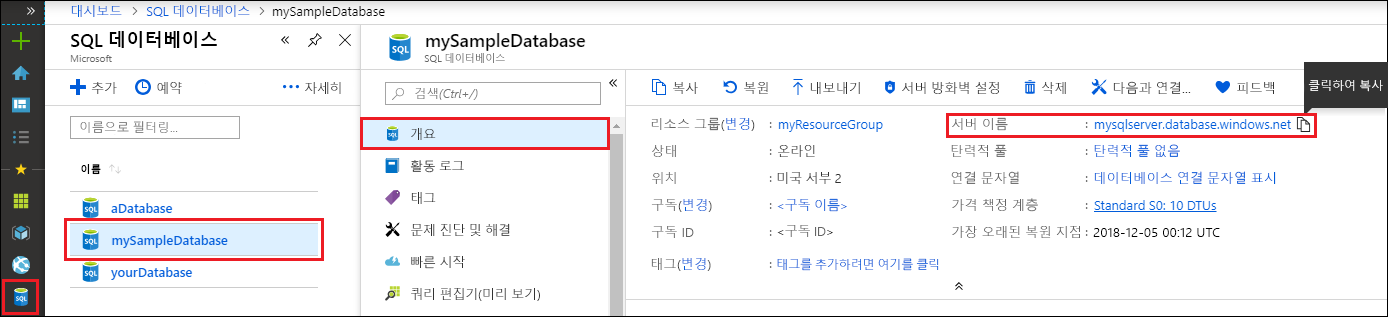 대시보드 > SQL 데이터베이스 > mySampleDatabase
SQL 데이터베이스
Microsoft
추가 예약 자세히
이름으로 필터링...
이름
aDatabase
mySampleDatabase
yourDatabase
mySampleDatabase
SQL 데이터베이스
검색(Ctrl+/)
개요
활동 로그
태그
문제 진단 및 해결
빠른 시작
쿼리 편집기(미리 보기)
복사 복원 내보내기 서버 방화벽 설정 삭제 다음과 연결... 피드백
클릭하여 복사
리소스 그룹(변경) : myResourceGroup
상태 : 온라인
위치 : 미국 서부 2
구독(변경) : <구독 이름>
구독 ID : <구독 ID>
태그(변경) : 태그를 추가하려면 여기를 클릭
서버 이름 : mysqlserver.database.windows.net
탄력적 풀 : 탄력적 풀 없음
연결 문자열 : 데이터베이스 연결 문자열 표시
가격 책정 계층 : Standard S0: 10 DTUs
가장 오래된 복원 지점 : 2018-12-05 00:12 UTC